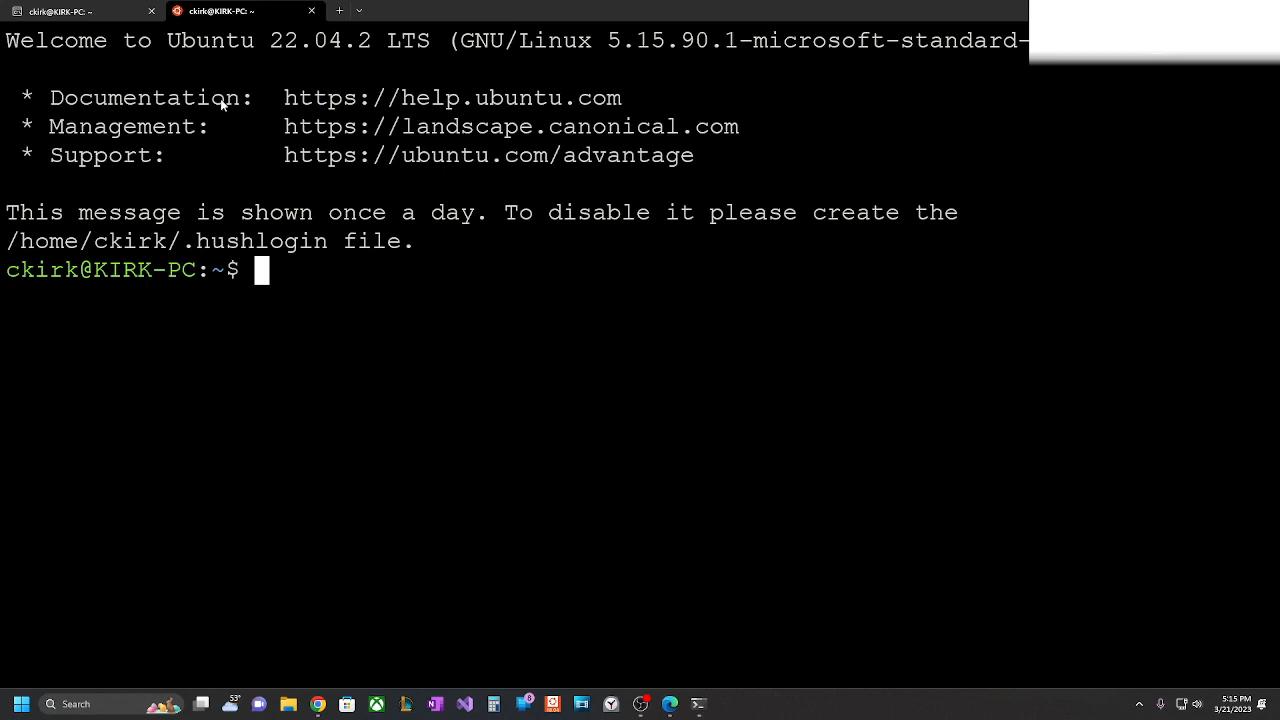 ckirk@KIRK-PC: ~
ckirk@KIRK-PC: ~
Welcome to Ubuntu 22.04.2 LTS (GNU/Linux 5.15.90.1-microsoft-standard-
* Documentation:  https://help.ubuntu.com
* Management:     https://landscape.canonical.com
* Support:        https://ubuntu.com/advantage
This message is shown once a day. To disable it please create the
/home/ckirk/.hushlogin file.
ckirk@KIRK-PC:~$
Search
53°
8
5:15 PM
3/21/2023